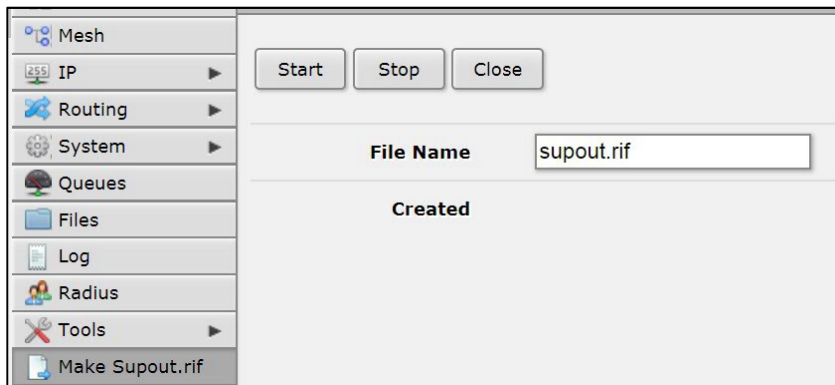 Mesh
255 IP
Routing
System
Queues
Files
Log
Radius
Tools
Make Supout.rif
Start Stop Close
File Name supout.rif
Created